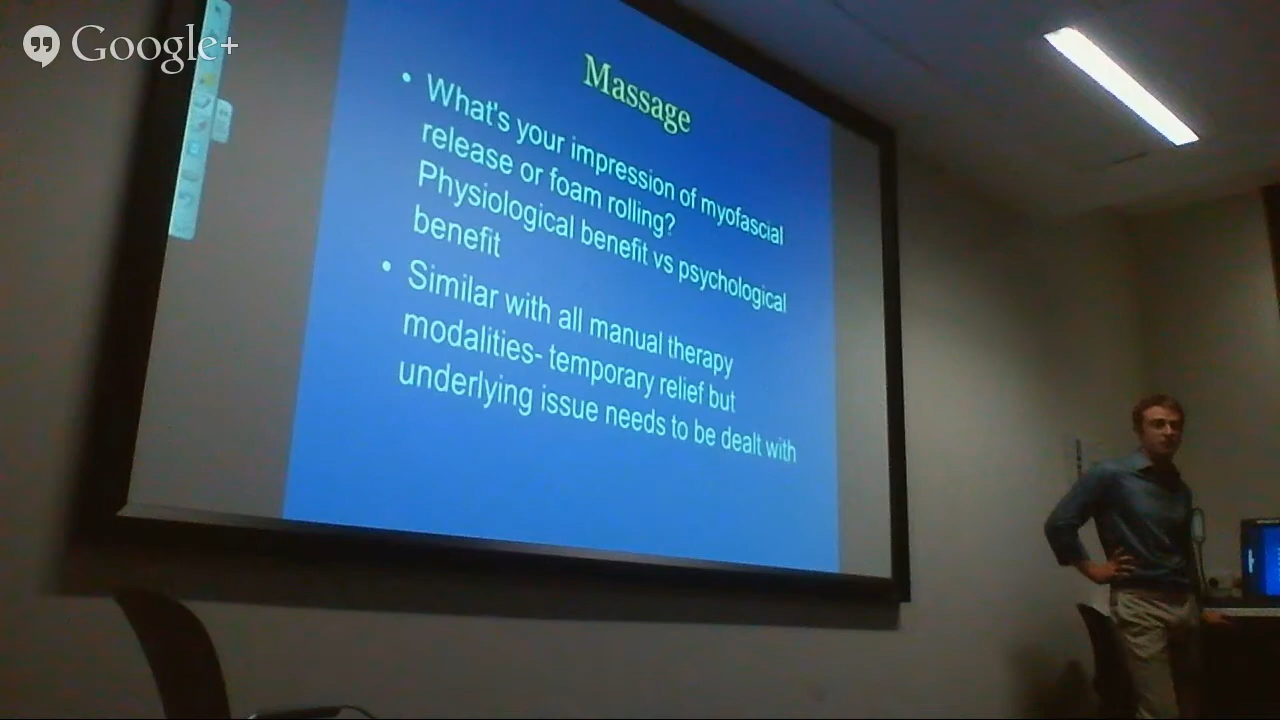 Google+
Massage
• What's your impression of myofascial
release or foam rolling?
Physiological benefit vs psychological
benefit
• Similar with all manual therapy
modalities- temporary relief but
underlying issue needs to be dealt with